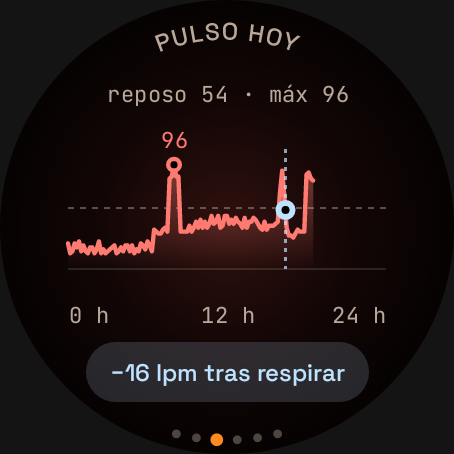 PULSO HOY
reposo 54 · máx 96
96
0 h 12 h 24 h
−16 lpm tras respirar